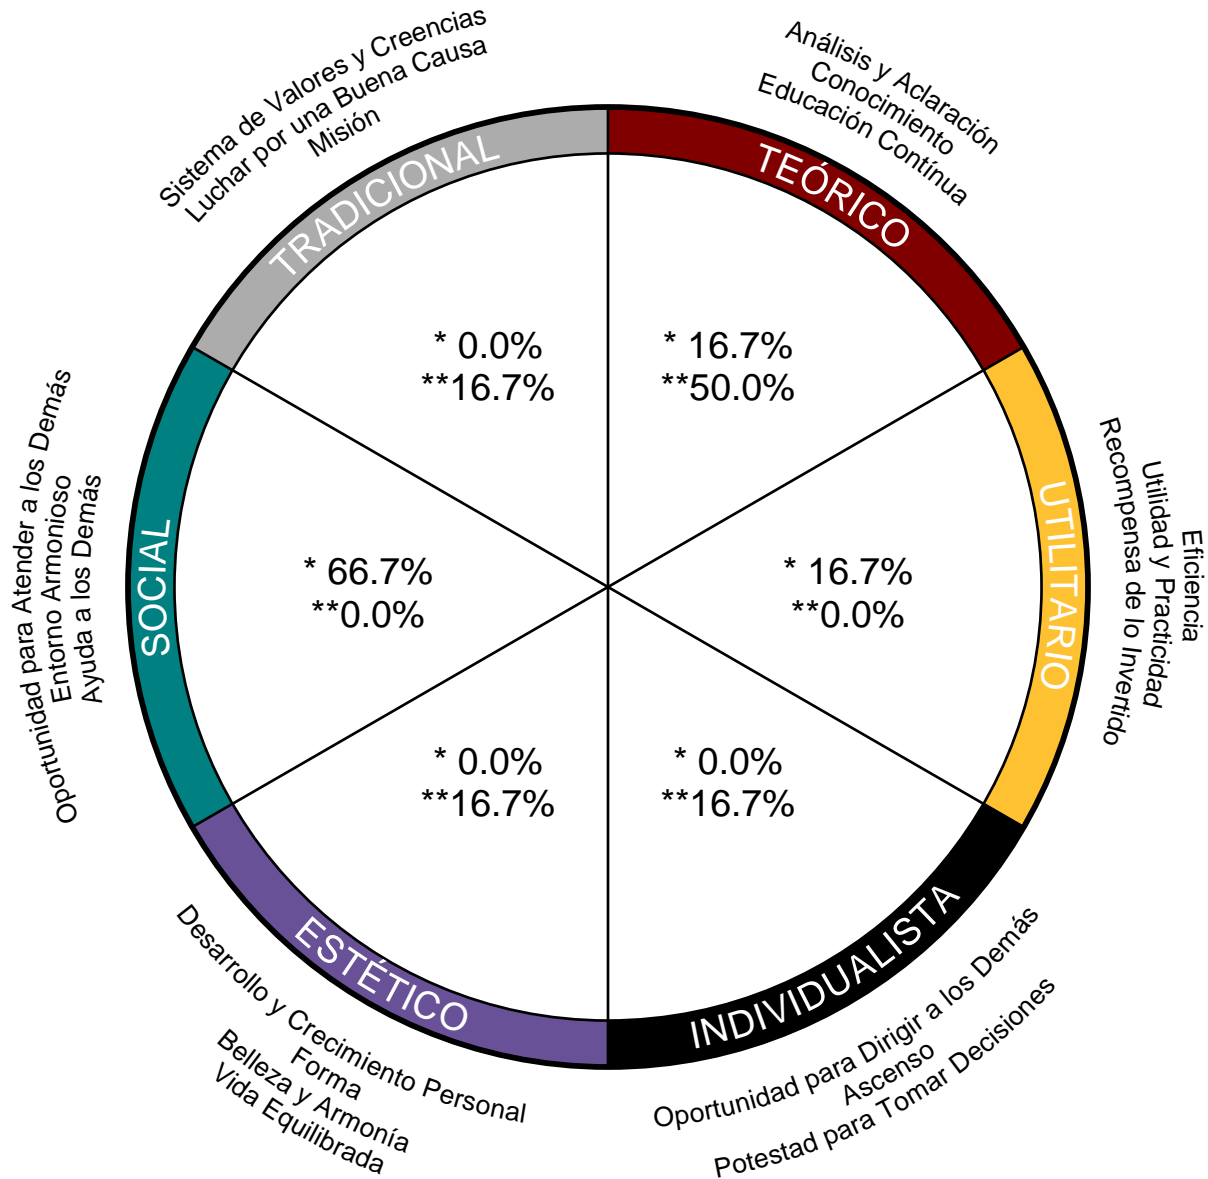 Sistema de Valores y Creencias
Luchar por una Buena Causa
Misión
TRADICIONAL
Análisis y Aclaración
Conocimiento
Educación Contínua
TEÓRICO
* 0.0%
**16.7%
* 16.7%
**50.0%
Oportunidad para Atender a los Demás
Entorno Armonioso
Ayuda a los Demás
SOCIAL
* 66.7%
**0.0%
* 16.7%
**0.0%
UTILITARIO
Eficiencia
Utilidad y Practicidad
Recompensa de lo Invertido
* 0.0%
**16.7%
* 0.0%
**16.7%
ESTÉTICO
Desarrollo y Crecimiento Personal
Forma
Belleza y Armonía
Vida Equilibrada
INDIVIDUALISTA
Oportunidad para Dirigir a los Demás
Ascenso
Potestad para Tomar Decisiones